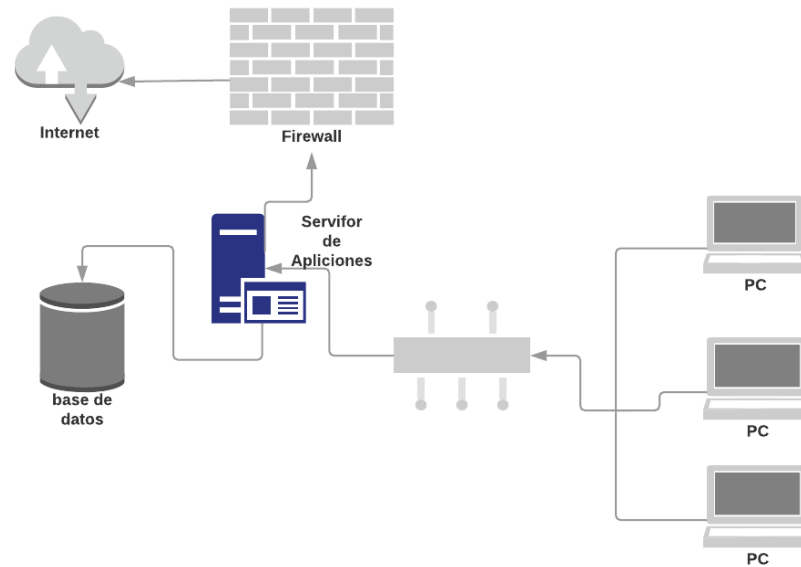 Internet
Firewall
Servifor
de
Apliciones
base de
datos
PC
PC
PC